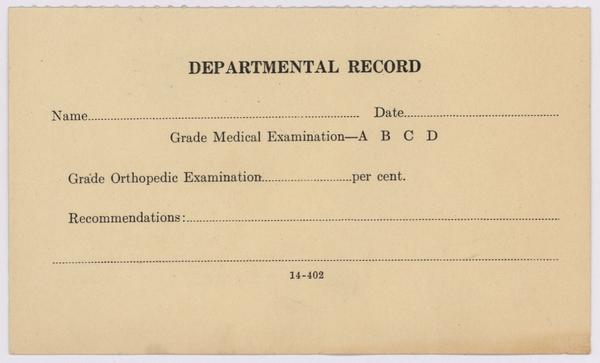 DEPARTMENTAL RECORD
Name Date
Grade Medical Examination—A B C D
Grade Orthopedic Examination per cent.
Recommendations:
14-402